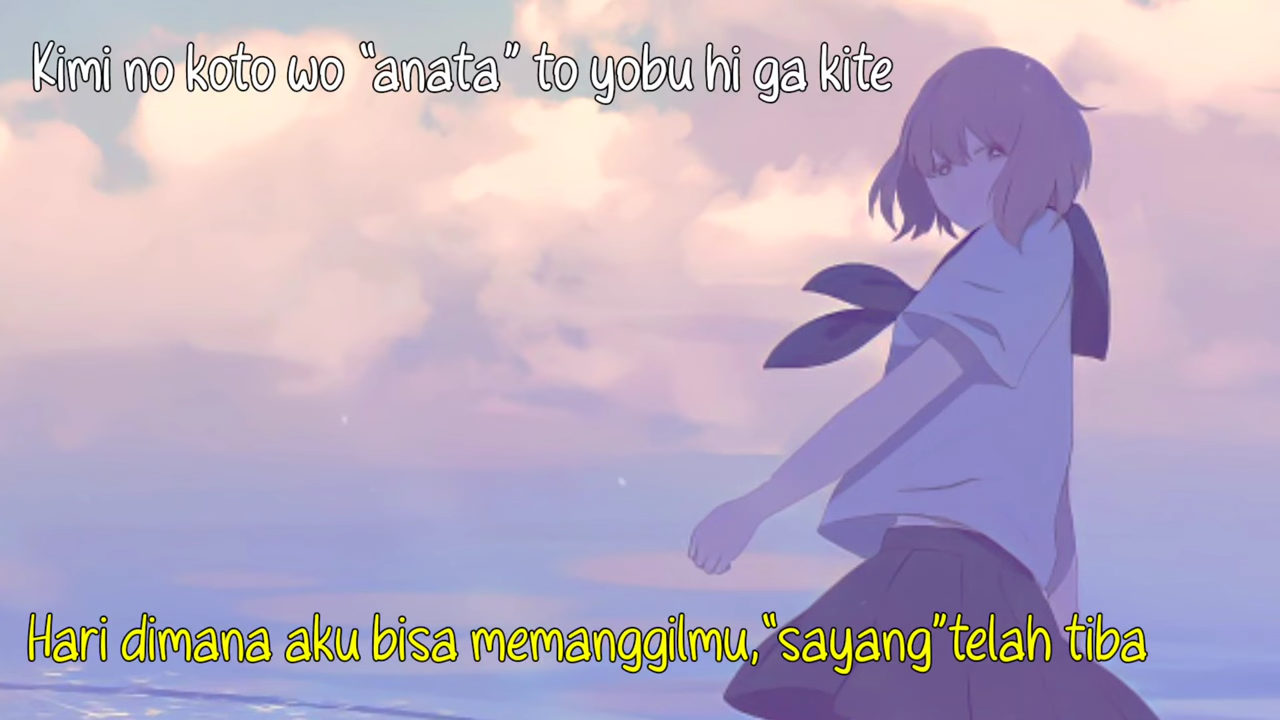 Kimi no koto wo “anata” to yobu hi ga kite
Hari dimana aku bisa memanggilmu,“sayang”telah tiba